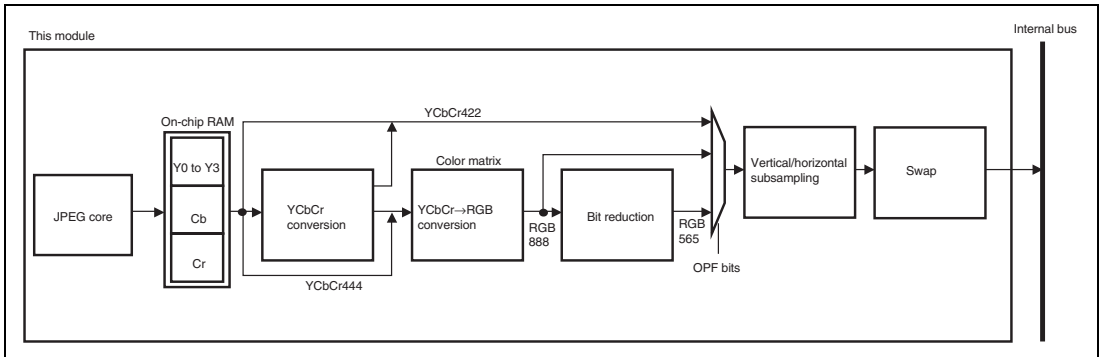 This module
Internal bus
On-chip RAM
YCbCr422
Y0 to Y3
Color matrix
Vertical/horizontal
subsampling
Swap
JPEG core
Cb
YCbCr
conversion
YCbCr→RGB
conversion
RGB
888
Bit reduction
RGB
565
Cr
OPF bits
YCbCr444